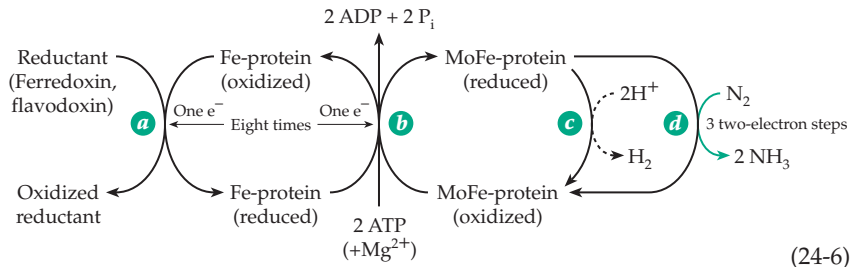 2 ADP + 2 Pᵢ
Reductant
(Ferredoxin,
flavodoxin)
Fe-protein
(oxidized)
MoFe-protein
(reduced)
a
One e⁻
Eight times
One e⁻
b
c
2H⁺
H₂
d
N₂
3 two-electron steps
2 NH₃
Oxidized
reductant
Fe-protein
(reduced)
MoFe-protein
(oxidized)
2 ATP
(+Mg²⁺)
(24-6)